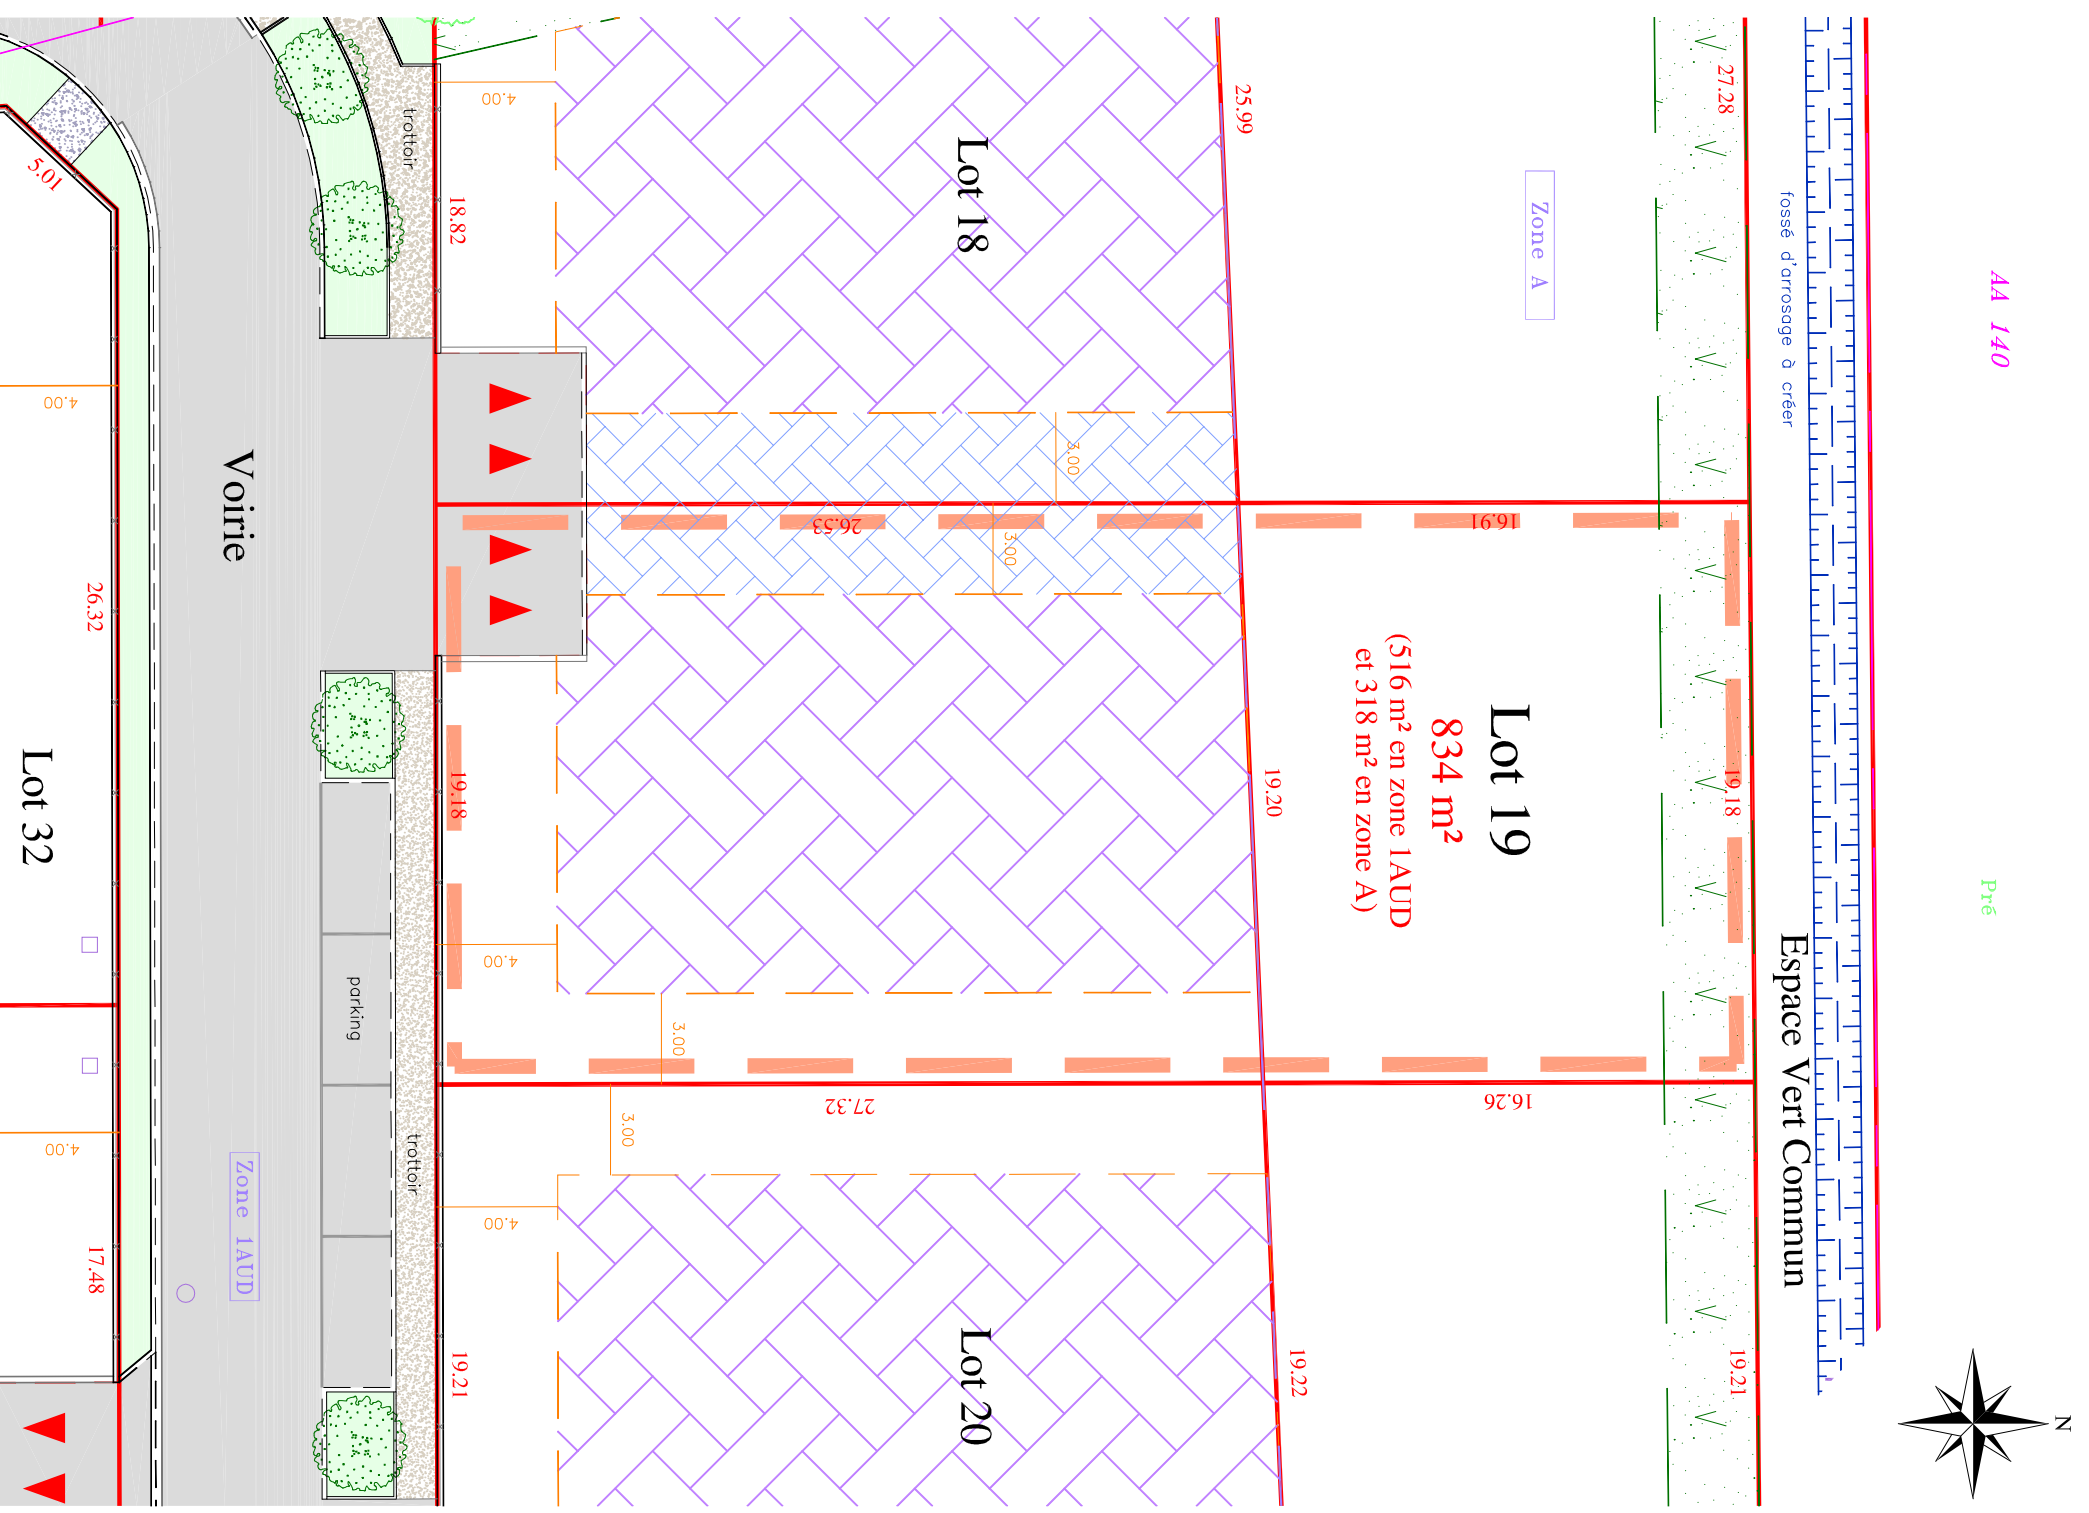 AA 140
Pré
N
fossé d'arrosage à créer
Espace Vert Commun
27.28
19.18
19.21
Zone A
16.91
Lot 19
834 m²
(516 m² en zone 1AUD
et 318 m² en zone A)
16.26
25.99
19.20
19.22
Lot 18
3.00
3.00
Lot 20
26.53
27.32
3.00
3.00
4.00
4.00
4.00
18.82
19.18
19.21
trottoir
trottoir
parking
Voirie
Zone 1AUD
5.01
26.32
17.48
4.00
4.00
Lot 32